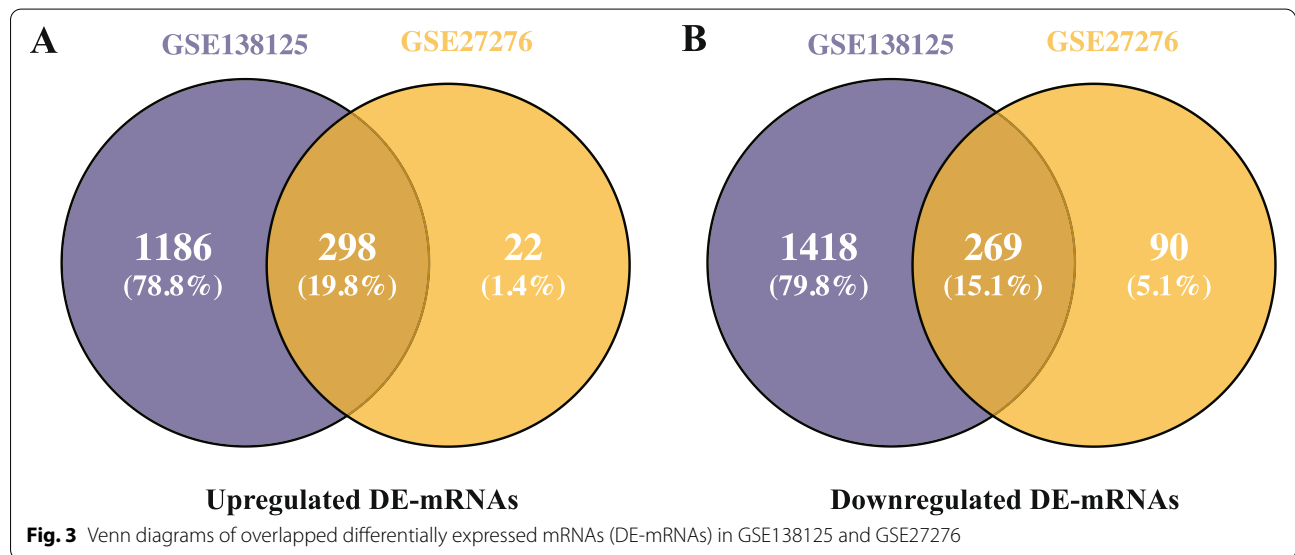 A
GSE138125
GSE27276
1186
(78.8%)
298
(19.8%)
22
(1.4%)
Upregulated DE-mRNAs
B
GSE138125
GSE27276
1418
(79.8%)
269
(15.1%)
90
(5.1%)
Downregulated DE-mRNAs
Fig. 3 Venn diagrams of overlapped differentially expressed mRNAs (DE-mRNAs) in GSE138125 and GSE27276